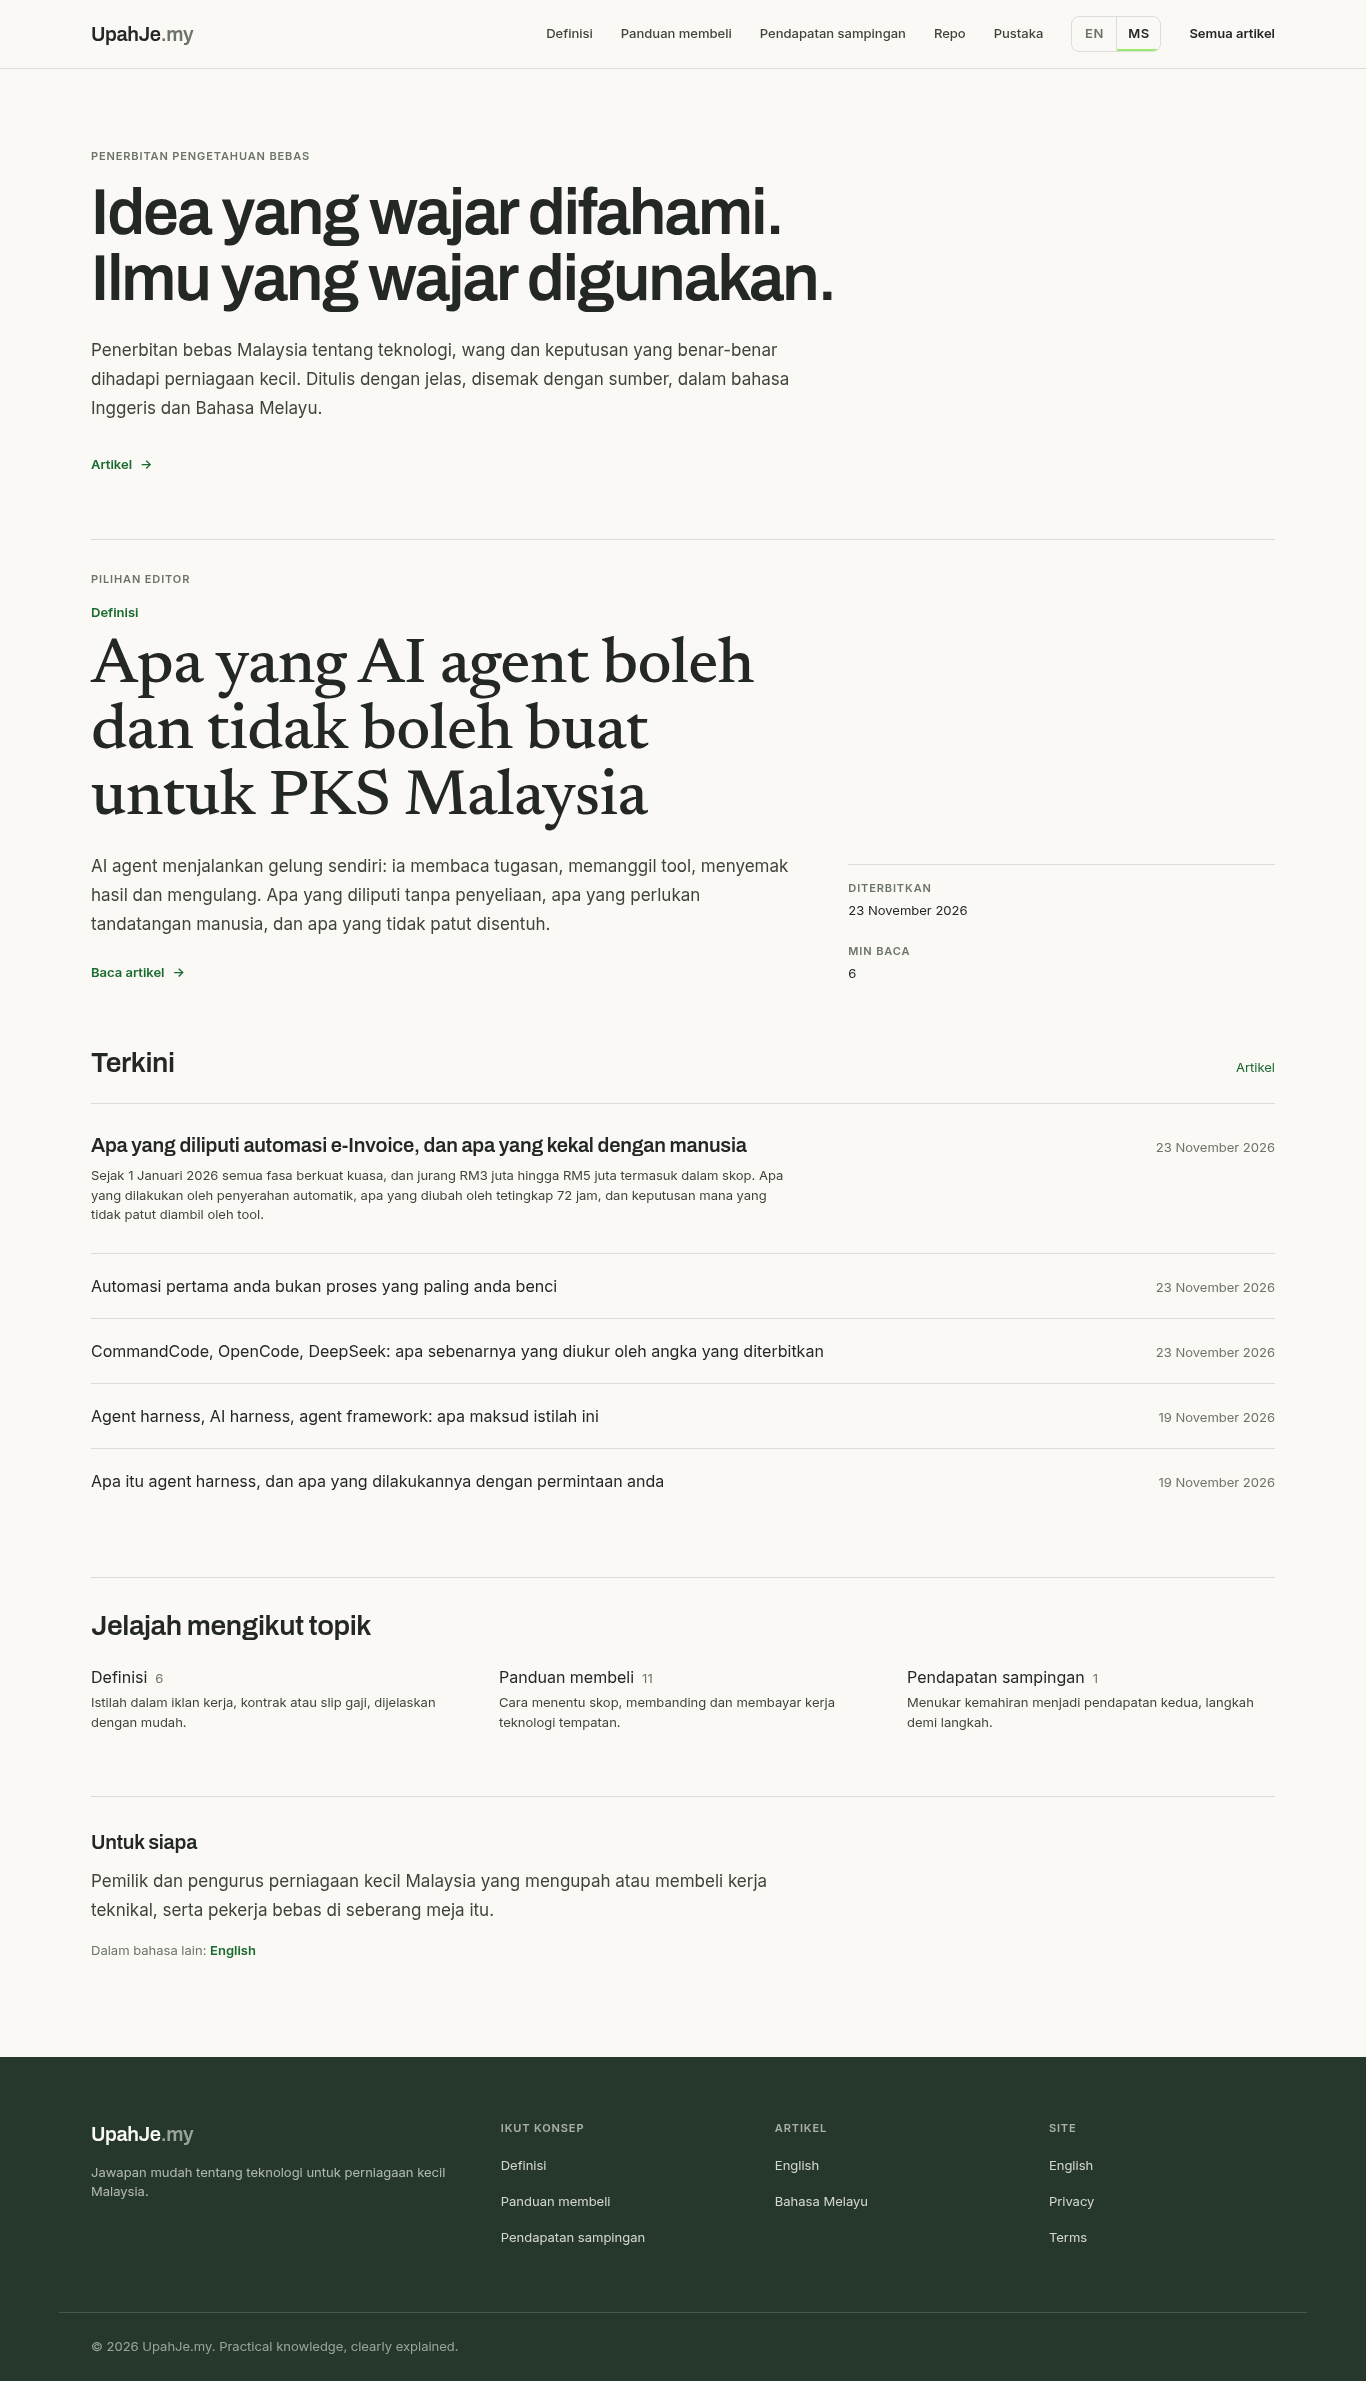 UpahJe.my
Definisi
Panduan membeli
Pendapatan sampingan
Repo
Pustaka
EN
MS
Semua artikel
PENERBITAN PENGETAHUAN BEBAS
Idea yang wajar difahami.
Ilmu yang wajar digunakan.
Penerbitan bebas Malaysia tentang teknologi, wang dan keputusan yang benar-benar
dihadapi perniagaan kecil. Ditulis dengan jelas, disemak dengan sumber, dalam bahasa
Inggeris dan Bahasa Melayu.
Artikel →
PILIHAN EDITOR
Definisi
Apa yang AI agent boleh
dan tidak boleh buat
untuk PKS Malaysia
AI agent menjalankan gelung sendiri: ia membaca tugasan, memanggil tool, menyemak
hasil dan mengulang. Apa yang diliputi tanpa penyeliaan, apa yang perlukan
tandatangan manusia, dan apa yang tidak patut disentuh.
Baca artikel →
DITERBITKAN
23 November 2026
MIN BACA
6
Terkini
Artikel
Apa yang diliputi automasi e-Invoice, dan apa yang kekal dengan manusia
23 November 2026
Sejak 1 Januari 2026 semua fasa berkuat kuasa, dan jurang RM3 juta hingga RM5 juta termasuk dalam skop. Apa
yang dilakukan oleh penyerahan automatik, apa yang diubah oleh tetingkap 72 jam, dan keputusan mana yang
tidak patut diambil oleh tool.
Automasi pertama anda bukan proses yang paling anda benci
23 November 2026
CommandCode, OpenCode, DeepSeek: apa sebenarnya yang diukur oleh angka yang diterbitkan
23 November 2026
Agent harness, AI harness, agent framework: apa maksud istilah ini
19 November 2026
Apa itu agent harness, dan apa yang dilakukannya dengan permintaan anda
19 November 2026
Jelajah mengikut topik
Definisi 6
Istilah dalam iklan kerja, kontrak atau slip gaji, dijelaskan
dengan mudah.
Panduan membeli 11
Cara menentu skop, membanding dan membayar kerja
teknologi tempatan.
Pendapatan sampingan 1
Menukar kemahiran menjadi pendapatan kedua, langkah
demi langkah.
Untuk siapa
Pemilik dan pengurus perniagaan kecil Malaysia yang mengupah atau membeli kerja
teknikal, serta pekerja bebas di seberang meja itu.
Dalam bahasa lain: English
UpahJe.my
Jawapan mudah tentang teknologi untuk perniagaan kecil
Malaysia.
IKUT KONSEP
Definisi
Panduan membeli
Pendapatan sampingan
ARTIKEL
English
Bahasa Melayu
SITE
English
Privacy
Terms
© 2026 UpahJe.my. Practical knowledge, clearly explained.